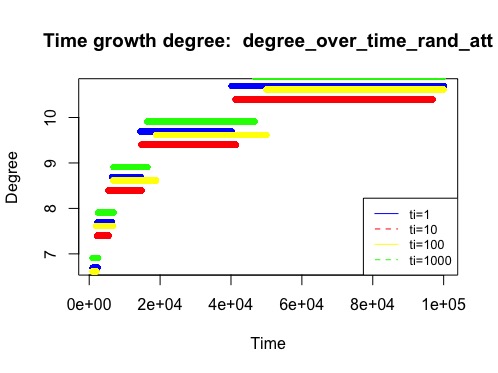 Time growth degree:  degree_over_time_rand_att
Degree
10
9
8
7
ti=1
ti=10
ti=100
ti=1000
0e+00 2e+04 4e+04 6e+04 8e+04 1e+05
Time